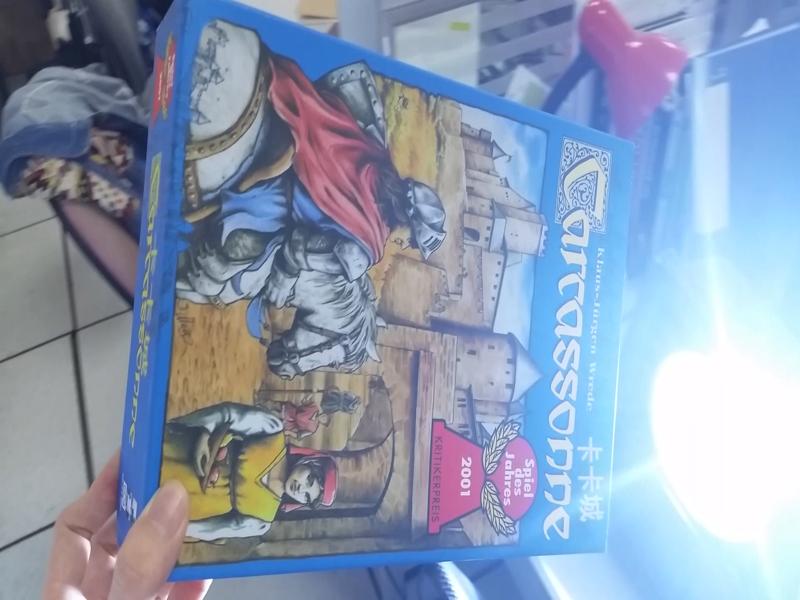 Klaus-Jürgen Wrede
Carcassonne
卡卡城
Spiel
des
Jahres
2001
KRITIKERPREIS
Carcassonne